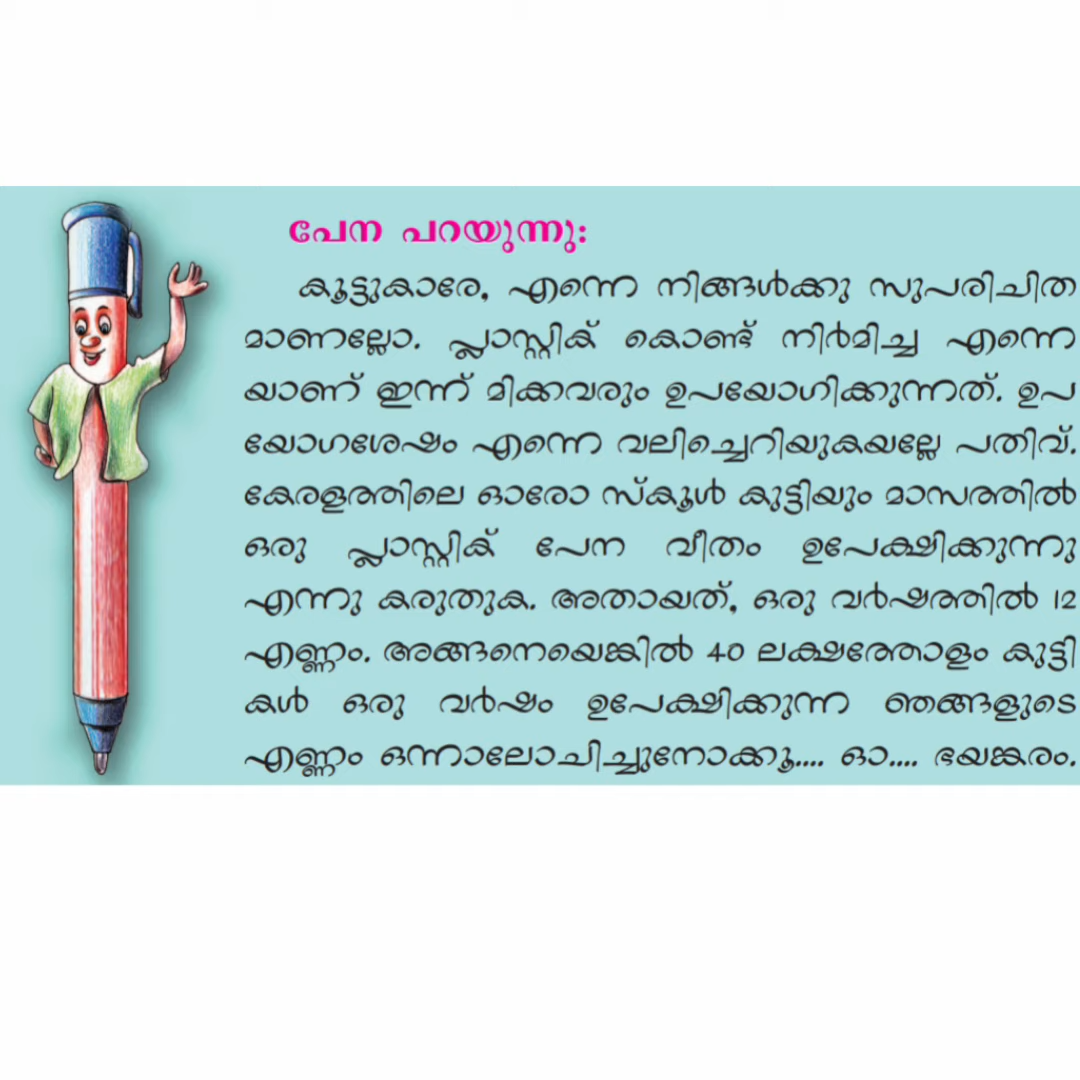 പേന പറയുന്നു:
കൂട്ടുകാരേ, എന്നെ നിങ്ങൾക്കു സുപരിചിത
മാണല്ലോ. പ്ലാസ്റ്റിക് കൊണ്ട് നിർമിച്ച എന്നെ
യാണ് ഇന്ന് മിക്കവരും ഉപയോഗിക്കുന്നത്. ഉപ
യോഗശേഷം എന്നെ വലിച്ചെറിയുകയല്ലേ പതിവ്.
കേരളത്തിലെ ഓരോ സ്കൂൾ കുട്ടിയും മാസത്തിൽ
ഒരു പ്ലാസ്റ്റിക് പേന വീതം ഉപേക്ഷിക്കുന്നു
എന്നു കരുതുക. അതായത്, ഒരു വർഷത്തിൽ 12
എണ്ണം. അങ്ങനെയെങ്കിൽ 40 ലക്ഷത്തോളം കുട്ടി
കൾ ഒരു വർഷം ഉപേക്ഷിക്കുന്ന ഞങ്ങളുടെ
എണ്ണം ഒന്നാലോചിച്ചുനോക്കൂ.... ഓ.... ഭയങ്കരം.